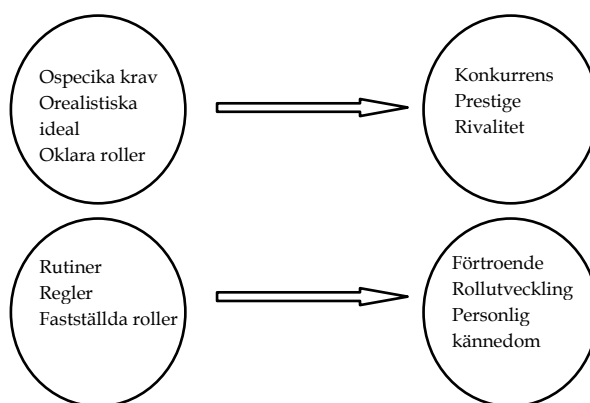 Ospecika krav
Orealistiska
ideal
Oklara roller
Konkurrens
Prestige
Rivalitet
Rutiner
Regler
Fastställda roller
Förtroende
Rollutveckling
Personlig
kännedom